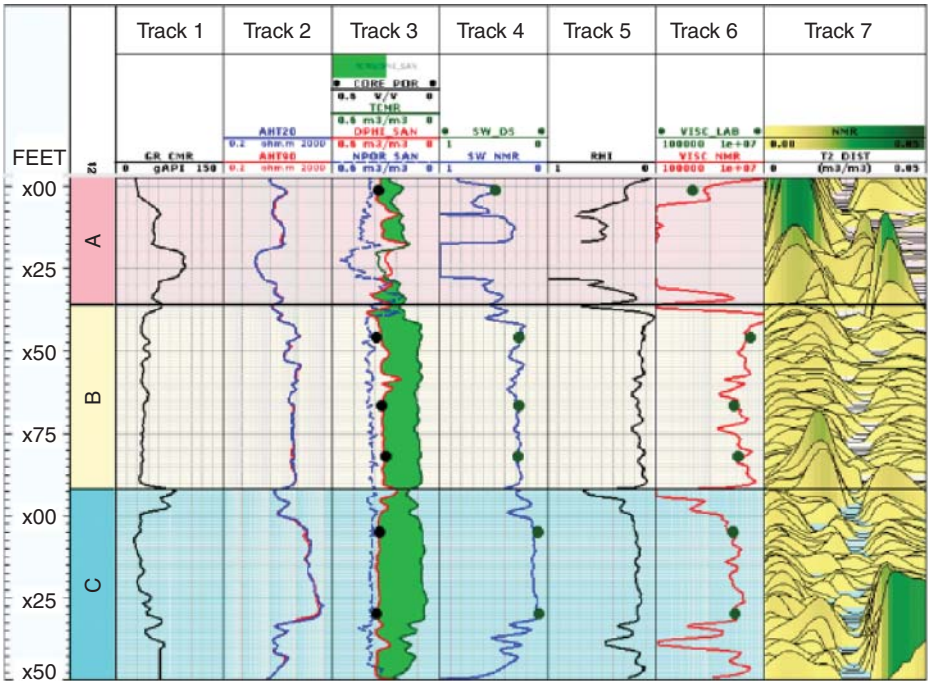 Track 1 Track 2 Track 3 Track 4 Track 5 Track 6 Track 7
CORE POR
0.6 V/V 0
TCMR
0.6 m3/m3 0
AHT20 DPHI_SAN SW_DS VISC_LAB NMR
0.2 ohm.m 2000 0.6 m3/m3 0 1 0 100000 1e+07 0.00 0.05
FEET GR_CMR AHT90 NPOR_SAN SW_NMR RHI VISC_NMR T2_DIST
0 gAPI 150 0.2 ohm.m 2000 0.6 m3/m3 0 1 0 1 0 100000 1e+07 0 (m3/m3) 0.05
x00
A
x25
x50
B
x75
x00
C
x25
x50